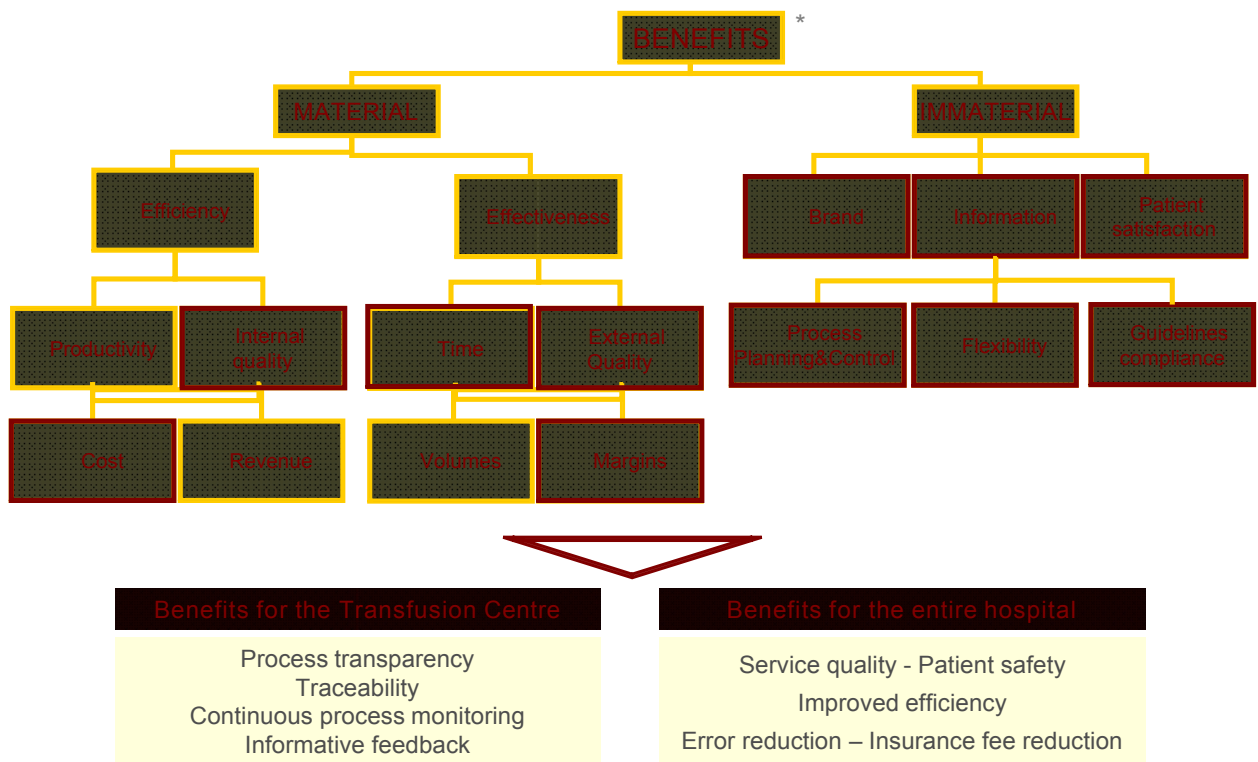 BENEFITS *
MATERIAL
IMMATERIAL
Efficiency
Effectiveness
Brand
Information
Patient
satisfaction
Productivity
Internal
quality
Time
External
Quality
Process
Planning&Control
Flexibility
Guidelines
compliance
Cost
Revenue
Volumes
Margins
Benefits for the Transfusion Centre
Process transparency
Traceability
Continuous process monitoring
Informative feedback
Benefits for the entire hospital
Service quality - Patient safety
Improved efficiency
Error reduction – Insurance fee reduction